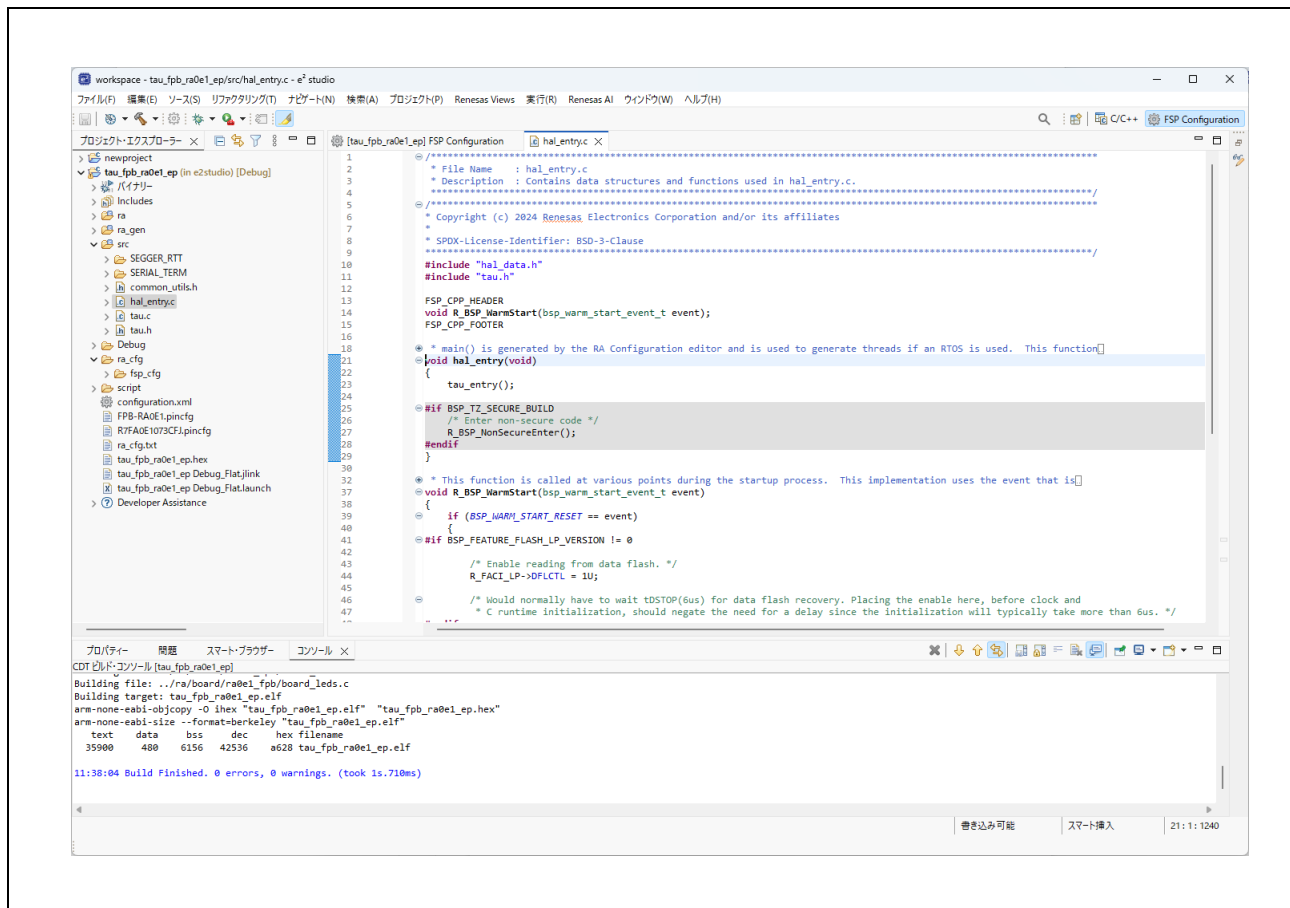 workspace - tau_fpb_ra0e1_ep/src/hal_entry.c - e² studio
ファイル(F) 編集(E) ソース(S) リファクタリング(T) ナビゲート(N) 検索(A) プロジェクト(P) Renesas Views 実行(R) Renesas AI ウィンドウ(W) ヘルプ(H)
C/C++ FSP Configuration
プロジェクト・エクスプローラー
newproject
tau_fpb_ra0e1_ep (in e2studio) [Debug]
バイナリー
Includes
ra
ra_gen
src
SEGGER_RTT
SERIAL_TERM
common_utils.h
hal_entry.c
tau.c
tau.h
Debug
ra_cfg
fsp_cfg
script
configuration.xml
FPB-RA0E1.pincfg
R7FA0E1073CFJ.pincfg
ra_cfg.txt
tau_fpb_ra0e1_ep.hex
tau_fpb_ra0e1_ep Debug_Flat.jlink
tau_fpb_ra0e1_ep Debug_Flat.launch
Developer Assistance
[tau_fpb_ra0e1_ep] FSP Configuration hal_entry.c
1 /***********************************************************************************************************************
2 * File Name : hal_entry.c
3 * Description : Contains data structures and functions used in hal_entry.c.
4 **********************************************************************************************************************/
5 /***********************************************************************************************************************
6 * Copyright (c) 2024 Renesas Electronics Corporation and/or its affiliates
7 *
8 * SPDX-License-Identifier: BSD-3-Clause
9 ***********************************************************************************************************************/
10 #include "hal_data.h"
11 #include "tau.h"
12
13 FSP_CPP_HEADER
14 void R_BSP_WarmStart(bsp_warm_start_event_t event);
15 FSP_CPP_FOOTER
16
18 * main() is generated by the RA Configuration editor and is used to generate threads if an RTOS is used. This function
21 void hal_entry(void)
22 {
23 tau_entry();
24
25 #if BSP_TZ_SECURE_BUILD
26 /* Enter non-secure code */
27 R_BSP_NonSecureEnter();
28 #endif
29 }
30
32 * This function is called at various points during the startup process. This implementation uses the event that is
37 void R_BSP_WarmStart(bsp_warm_start_event_t event)
38 {
39 if (BSP_WARM_START_RESET == event)
40 {
41 #if BSP_FEATURE_FLASH_LP_VERSION != 0
42
43 /* Enable reading from data flash. */
44 R_FACI_LP->DFLCTL = 1U;
45
46 /* Would normally have to wait tDSTOP(6us) for data flash recovery. Placing the enable here, before clock and
47 * C runtime initialization, should negate the need for a delay since the initialization will typically take more than 6us. */
プロパティー 問題 スマート・ブラウザー コンソール
CDT ビルド・コンソール [tau_fpb_ra0e1_ep]
Building file: ../ra/board/ra0e1_fpb/board_leds.c
Building target: tau_fpb_ra0e1_ep.elf
arm-none-eabi-objcopy -O ihex "tau_fpb_ra0e1_ep.elf" "tau_fpb_ra0e1_ep.hex"
arm-none-eabi-size --format=berkeley "tau_fpb_ra0e1_ep.elf"
text data bss dec hex filename
35900 480 6156 42536 a628 tau_fpb_ra0e1_ep.elf
11:38:04 Build Finished. 0 errors, 0 warnings. (took 1s.710ms)
書き込み可能 スマート挿入 21 : 1 : 1240